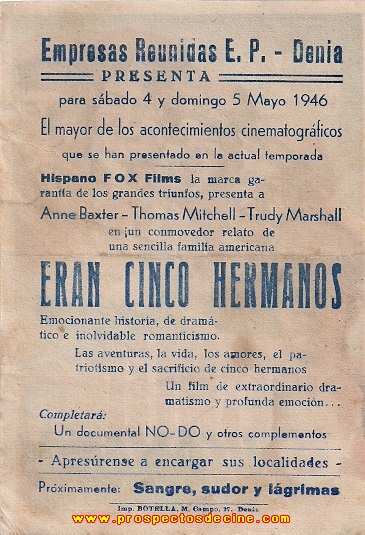 Empresas Reunidas E. P. - Denia
PRESENTA
para sábado 4 y domingo 5 Mayo 1946
El mayor de los acontecimientos cinematográficos
que se han presentado en la actual temporada
Hispano FOX Films la marca ga-
rantía de los grandes triunfos, presenta a
Anne Baxter - Thomas Mitchell - Trudy Marshall
en ¡un conmovedor relato de
una sencilla familia americana
ERAN CINCO HERMANOS
Emocionante historia, de dramá-
tico e inolvidable romanticismo.
Las aventuras, la vida, los amores, el pa-
triotismo y el sacrificio de cinco hermanos
Un film de extraordinario dra-
matismo y profunda emoción...
Completará:
Un documental NO-DO y otros complementos
- Apresúrense a encargar sus localidades -
Próximamente: Sangre, sudor y lágrimas
Imp. BOTELLA, M. Campo, 17. Denia
www.prospectosdecine.com